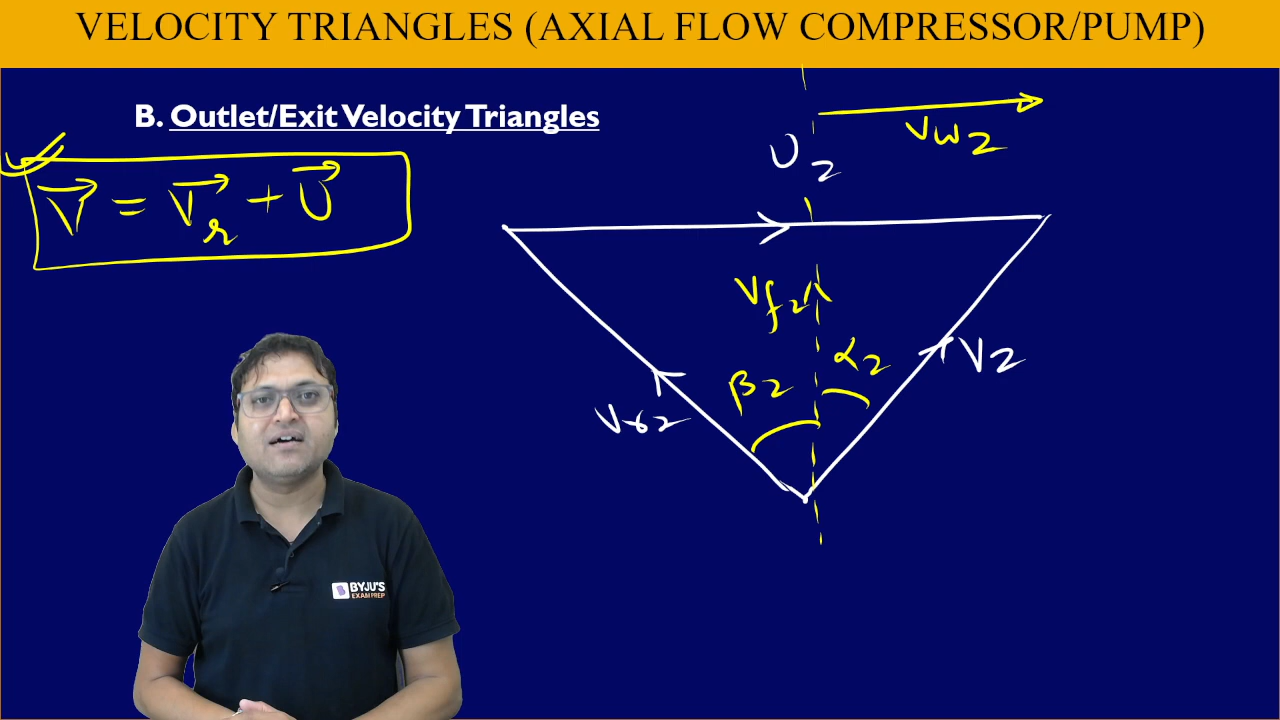 VELOCITY TRIANGLES (AXIAL FLOW COMPRESSOR/PUMP)
B. Outlet/Exit Velocity Triangles
V⃗ = V⃗r + U⃗
Vw2
U2
Vf2
α2
β2
V2
Vr2
BYJU'S
EXAM PREP